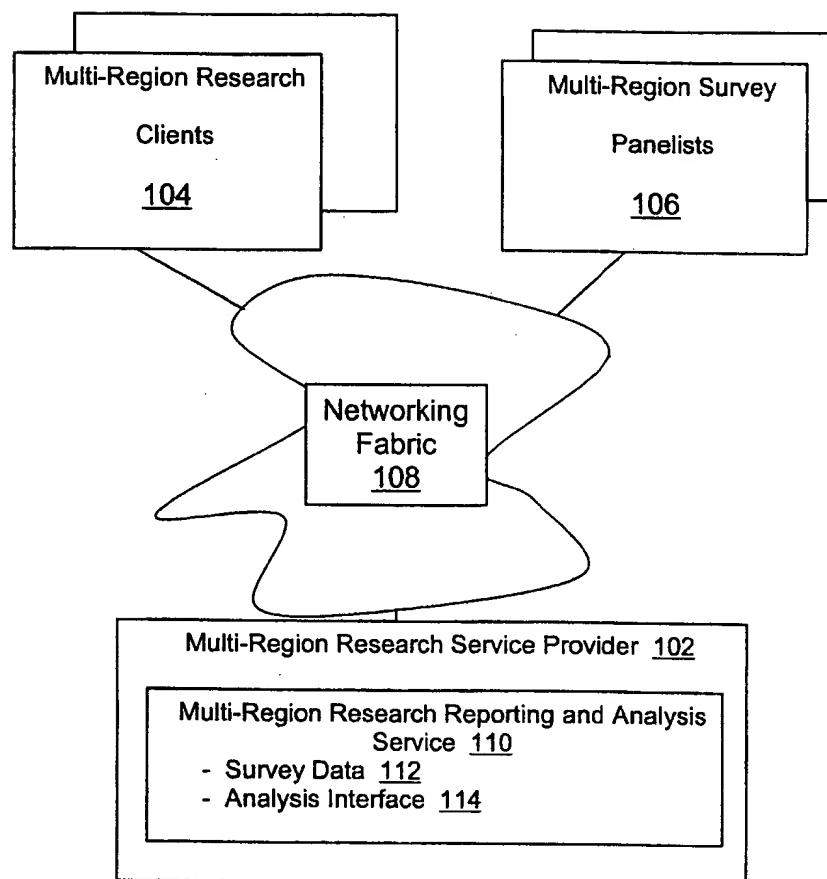 Multi-Region Research
Clients
104
Multi-Region Survey
Panelists
106
Networking
Fabric
108
Multi-Region Research Service Provider 102
Multi-Region Research Reporting and Analysis
Service 110
- Survey Data 112
- Analysis Interface 114